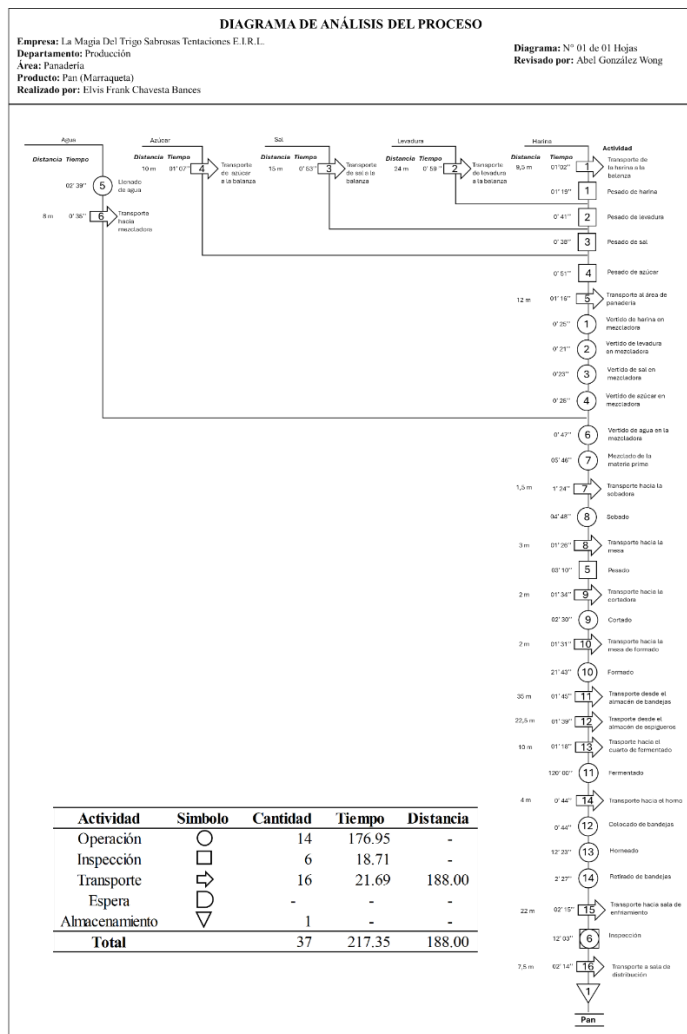 DIAGRAMA DE ANÁLISIS DEL PROCESO
Empresa: La Magia Del Trigo Sabrosas Tentaciones E.I.R.L.
Departamento: Producción
Área: Panadería
Producto: Pan (Marraqueta)
Realizado por: Elvis Frank Chavesta Bances
Diagrama: N° 01 de 01 Hojas
Revisado por: Abel González Wong
Agua
Azúcar
Sal
Levadura
Harina
Actividad
Distancia Tiempo
Distancia Tiempo
Distancia Tiempo
Distancia Tiempo
Distancia Tiempo
02' 39'' 5 Llenado de agua
8 m 0' 36'' 6 Transporte hacia mezcladora
10 m 01' 07'' 4 Transporte de azúcar a la balanza
15 m 0' 53'' 3 Transporte de sal a la balanza
24 m 0' 58'' 2 Transporte de levadura a la balanza
9,5 m 01' 02'' 1 Transporte de la harina a la balanza
01' 19'' 1 Pesado de harina
0' 41'' 2 Pesado de levadura
0' 38'' 3 Pesado de sal
0' 51'' 4 Pesado de azúcar
12 m 01' 16'' 5 Transporte al área de panadería
0' 25'' 1 Vertido de harina en mezcladora
0' 21'' 2 Vertido de levadura en mezcladora
0'23'' 3 Vertido de sal en mezcladora
0' 26'' 4 Vertido de azúcar en mezcladora
0' 47'' 6 Vertido de agua en la mezcladora
05' 46'' 7 Mezclado de la materia prima
1,5 m 1' 24'' 7 Transporte hacia la sobadora
04' 48'' 8 Sobado
3 m 01' 26'' 8 Transporte hacia la mesa
03' 10'' 5 Pesado
2 m 01' 34'' 9 Transporte hacia la cortadora
02' 30'' 9 Cortado
2 m 01' 31'' 10 Transporte hacia la mesa de formado
21' 43'' 10 Formado
35 m 01' 45'' 11 Transporte desde el almacén de bandejas
22,5 m 01' 39'' 12 Trasporte desde el almacén de espigueros
10 m 01' 18'' 13 Trasporte hacia el cuarto de fermentado
120' 00'' 11 Fermentado
4 m 0' 44'' 14 Transporte hacia el horno
0' 44'' 12 Colocado de bandejas
12' 23'' 13 Horneado
2' 27'' 14 Retirado de bandejas
22 m 02' 15'' 15 Transporte hacia sala de enfriamiento
12' 03'' 6 Inspección
7,5 m 02' 14'' 16 Transporte a sala de distribución
1
Pan
Actividad Simbolo Cantidad Tiempo Distancia
Operación 14 176.95 -
Inspección 6 18.71 -
Transporte 16 21.69 188.00
Espera - - -
Almacenamiento 1 - -
Total 37 217.35 188.00